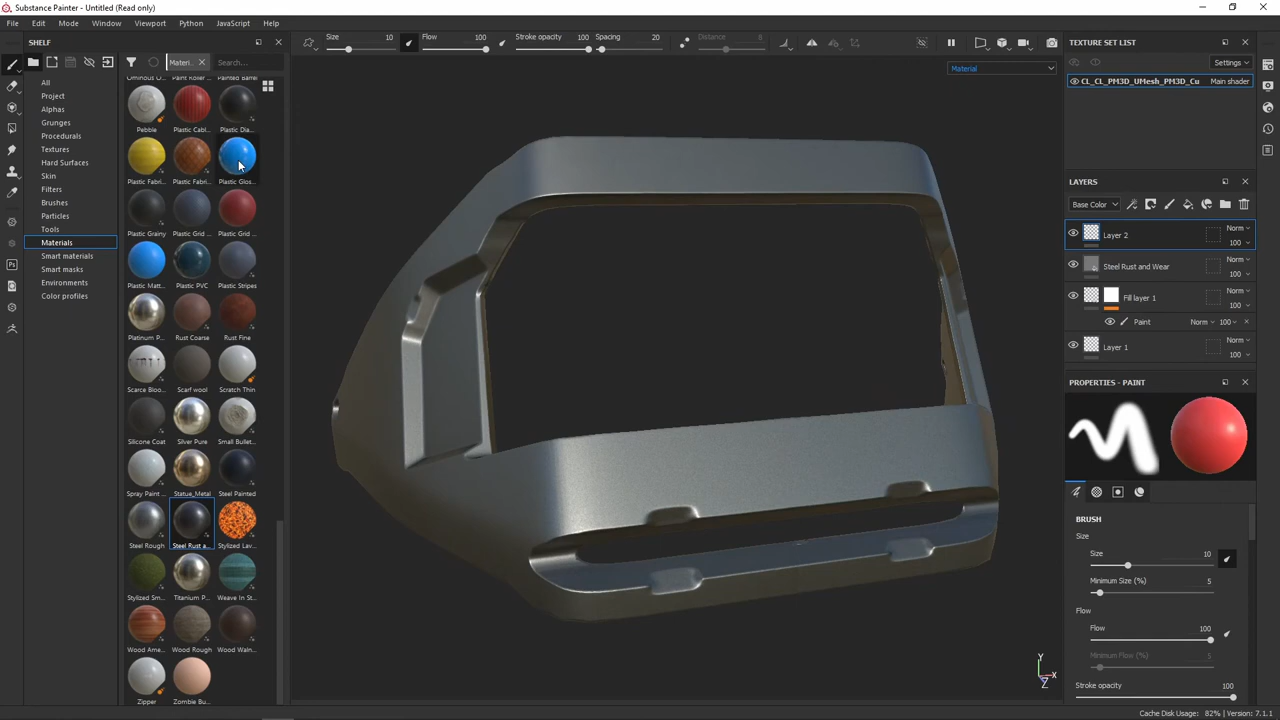 Substance Painter - Untitled (Read only)
File Edit Mode Window Viewport Python JavaScript Help
SHELF
Size 10 Flow 100 Stroke opacity 100 Spacing 20 Distance 8
Materi... Search...
All
Project
Alphas
Grunges
Procedurals
Textures
Hard Surfaces
Skin
Filters
Brushes
Particles
Tools
Materials
Smart materials
Smart masks
Environments
Color profiles
Pebble Plastic Cabl... Plastic Dia...
Plastic Fabri... Plastic Fabri... Plastic Glos...
Plastic Grainy Plastic Grid ... Plastic Grid ...
Plastic Matt... Plastic PVC Plastic Stripes
Platinum P... Rust Coarse Rust Fine
Scarce Bloo... Scarf wool Scratch Thin
Silicone Coat Silver Pure Small Bullet...
Spray Paint ... Statue_Metal Steel Painted
Steel Rough Steel Rust a... Stylized Lav...
Stylized Sm... Titanium P... Weave In St...
Wood Ame... Wood Rough Wood Waln...
Zipper Zombie Bu...
Material
Y
X
Z
TEXTURE SET LIST
Settings
CL_CL_PM3D_UMesh_PM3D_Cu Main shader
LAYERS
Base Color
Layer 2 Norm 100
Steel Rust and Wear Norm 100
Fill layer 1 Norm 100
Paint Norm 100
Layer 1 Norm 100
PROPERTIES - PAINT
BRUSH
Size
Size 10
Minimum Size (%) 5
Flow
Flow 100
Minimum Flow (%) 5
Stroke opacity 100
Cache Disk Usage: 82% | Version: 7.1.1